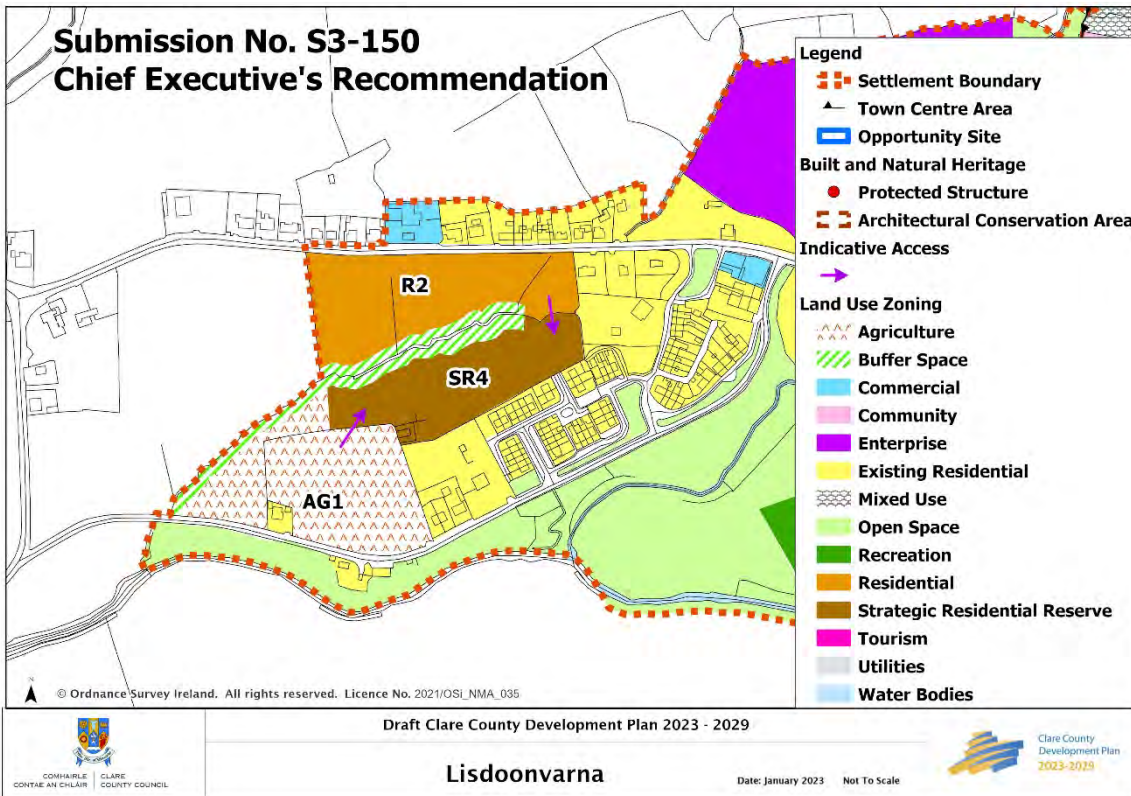 Submission No. S3-150
Chief Executive's Recommendation
R2
SR4
AG1
Legend
Settlement Boundary
Town Centre Area
Opportunity Site
Built and Natural Heritage
Protected Structure
Architectural Conservation Area
Indicative Access
Land Use Zoning
Agriculture
Buffer Space
Commercial
Community
Enterprise
Existing Residential
Mixed Use
Open Space
Recreation
Residential
Strategic Residential Reserve
Tourism
Utilities
Water Bodies
N
© Ordnance Survey Ireland. All rights reserved. Licence No. 2021/OSi_NMA_035
COMHAIRLE CONTAE AN CHLÁIR
CLARE COUNTY COUNCIL
Draft Clare County Development Plan 2023 - 2029
Lisdoonvarna
Date: January 2023 Not To Scale
Clare County
Development Plan
2023-2029